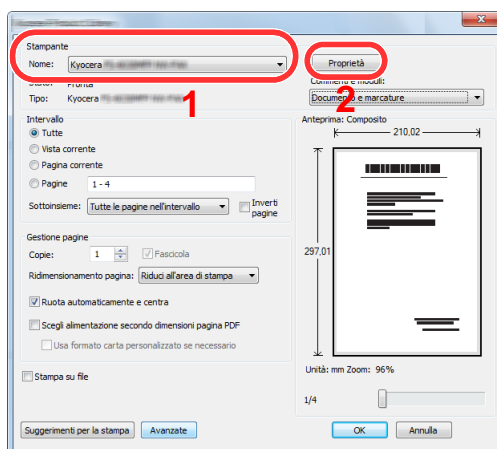 Stampante
Nome: Kyocera
Proprietà
Stato: Pronta
Commenti e moduli:
1
2
Tipo: Kyocera
Documento e marcature
Intervallo
Anteprima: Composito
Tutte
210,02
Vista corrente
Pagina corrente
Pagine 1 - 4
Sottoinsieme: Tutte le pagine nell'intervallo
Inverti
pagine
Gestione pagine
Copie: 1 Fascicola
297,01
Ridimensionamento pagina: Riduci all'area di stampa
Ruota automaticamente e centra
Scegli alimentazione secondo dimensioni pagina PDF
Usa formato carta personalizzato se necessario
Unità: mm Zoom: 96%
Stampa su file
1/4
Suggerimenti per la stampa
Avanzate
OK
Annulla